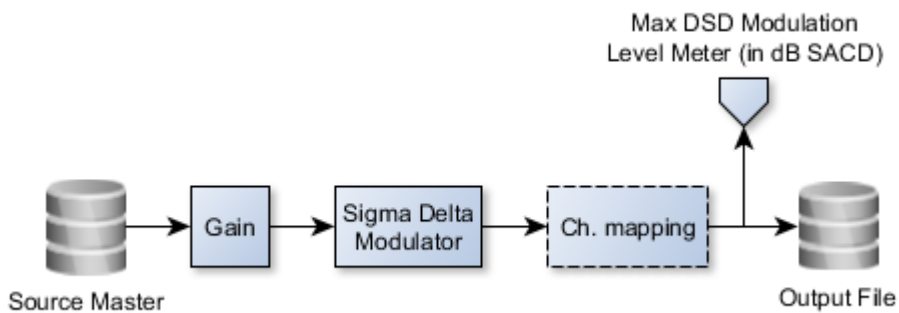 Max DSD Modulation
Level Meter (in dB SACD)
Gain
Sigma Delta
Modulator
Ch. mapping
Source Master
Output File